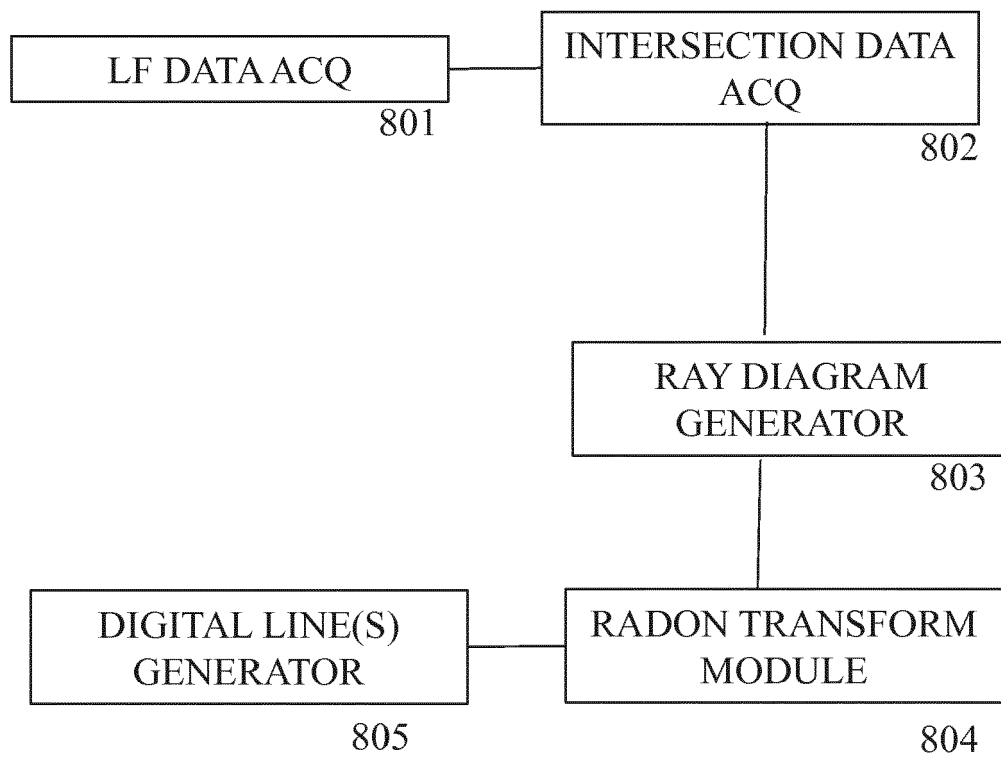 LF DATA ACQ
801
INTERSECTION DATA
ACQ
802
RAY DIAGRAM
GENERATOR
803
DIGITAL LINE(S)
GENERATOR
805
RADON TRANSFORM
MODULE
804